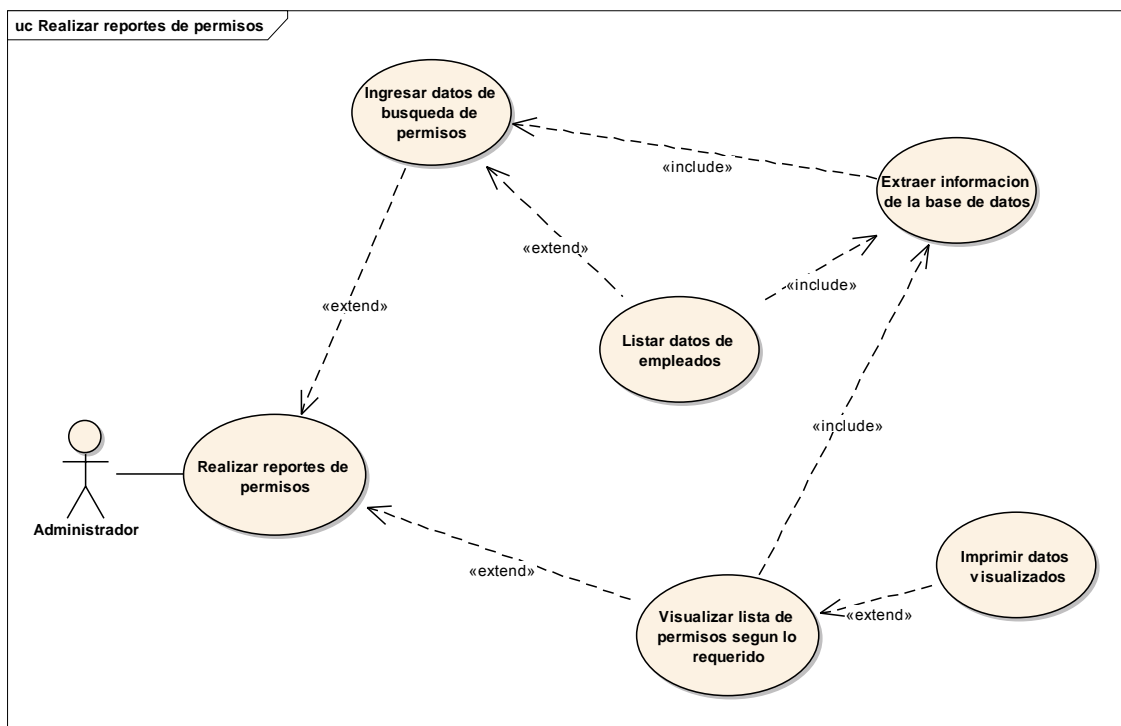 uc Realizar reportes de permisos
Ingresar datos de
busqueda de
permisos
«include»
Extraer informacion
de la base de datos
«extend»
«include»
«extend»
Listar datos de
empleados
«include»
Realizar reportes de
permisos
Administrador
«extend»
Imprimir datos
visualizados
«extend»
Visualizar lista de
permisos segun lo
requerido